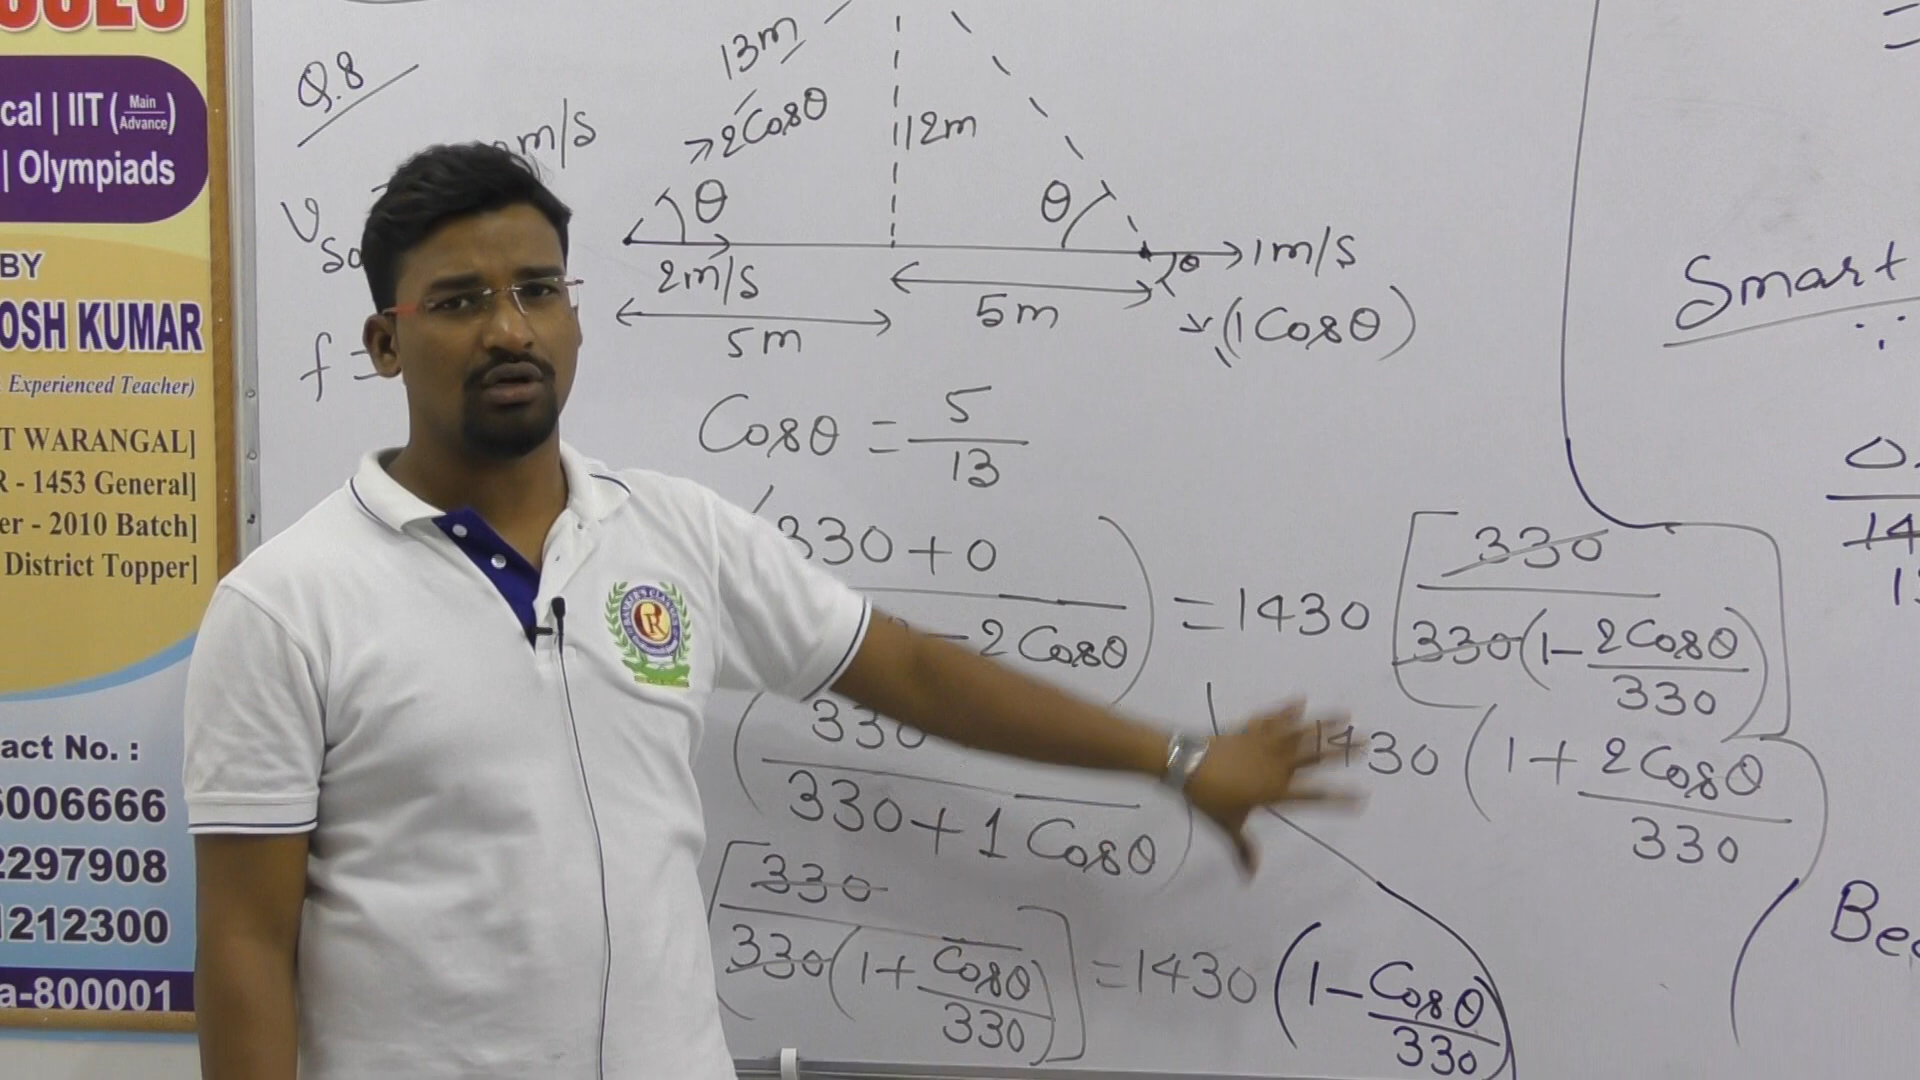 cal | IIT (Main/Advance)
| Olympiads
BY
OSH KUMAR
Experienced Teacher)
T WARANGAL]
R - 1453 General]
er - 2010 Batch]
District Topper]
act No. :
6006666
2297908
1212300
a-800001
Q.8
m/s
13m
2Cosθ
12m
θ
θ
2m/s
5m
5m
1m/s
θ
(1Cosθ)
f =
Cosθ = 5/13
330 + 0
- 2Cosθ
= 1430 [330 / 330(1 - 2Cosθ/330)]
1430 (1 + 2Cosθ/330)
330
330 + 1Cosθ
[330 / 330(1 + Cosθ/330)] = 1430 (1 - Cosθ/330)
Smart
∵
=